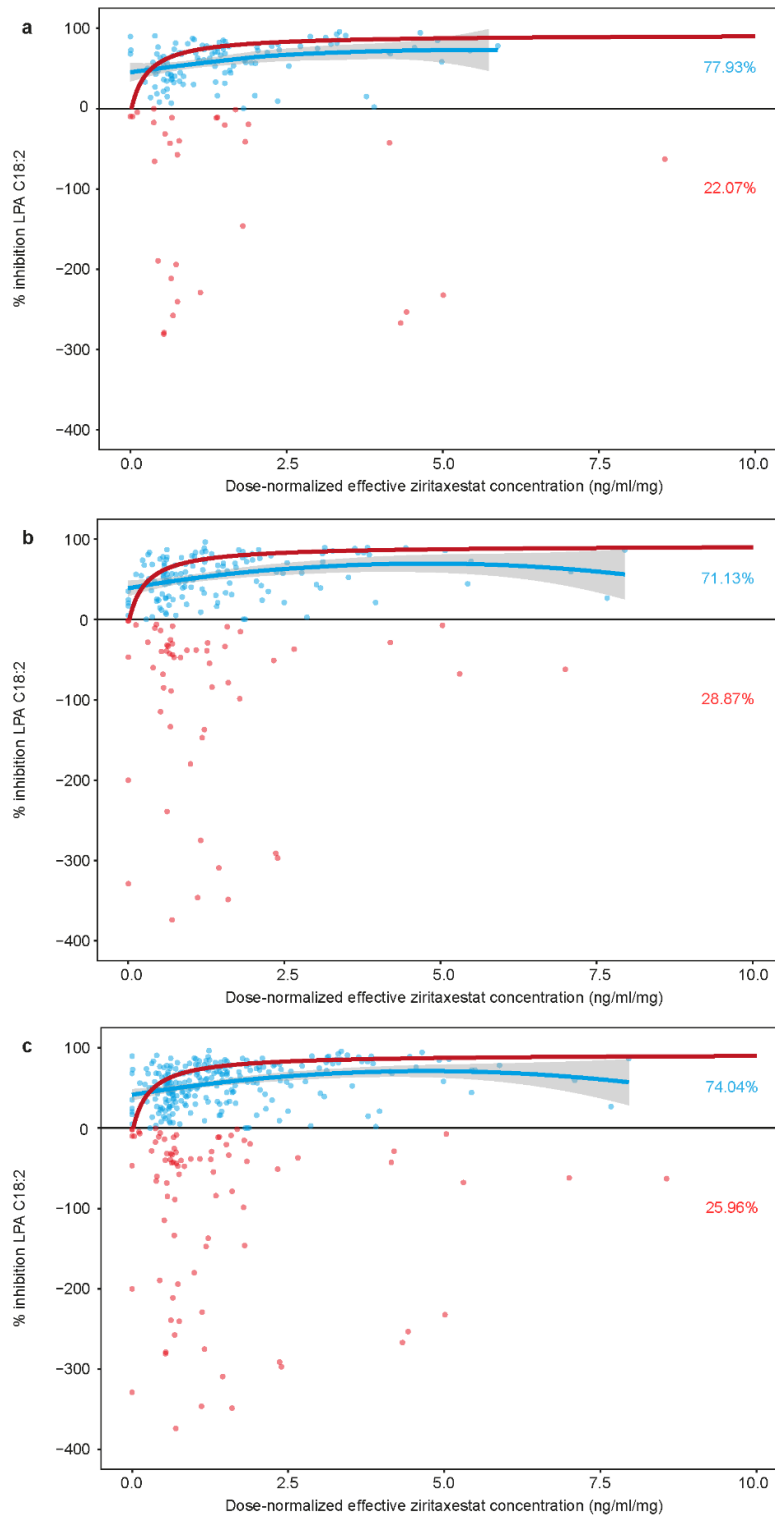 a
100
0
−100
−200
−300
−400
% inhibition LPA C18:2
77.93%
22.07%
0.0 2.5 5.0 7.5 10.0
Dose-normalized effective ziritaxestat concentration (ng/ml/mg)
b
100
0
−100
−200
−300
−400
% inhibition LPA C18:2
71.13%
28.87%
0.0 2.5 5.0 7.5 10.0
Dose-normalized effective ziritaxestat concentration (ng/ml/mg)
c
100
0
−100
−200
−300
−400
% inhibition LPA C18:2
74.04%
25.96%
0.0 2.5 5.0 7.5 10.0
Dose-normalized effective ziritaxestat concentration (ng/ml/mg)